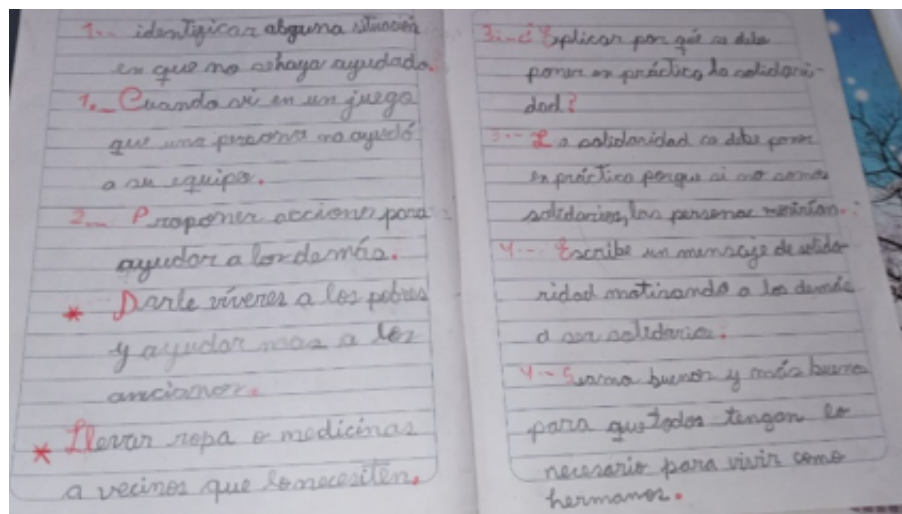 1.- identificar alguna situación
en que no se haya ayudado.
1.- Cuando vi en un juego
que una persona no ayudó
a su equipo.
2.- Proponer acciones para
ayudar a los demás.
* Darle víveres a los pobres
y ayudar mas a los
ancianos.
* Llevar ropa o medicinas
a vecinos que lo necesiten.
3.- ¿Explicar por qué se debe
poner en práctica la solidari-
dad?
3.- La solidaridad se debe poner
en práctica porque si no somos
solidarios, las personas morirían.
4.- Escribe un mensaje de solida-
ridad motivando a los demás
a ser solidarios.
4.- Seamos buenos y más buenos
para que todos tengan lo
necesario para vivir como
hermanos.